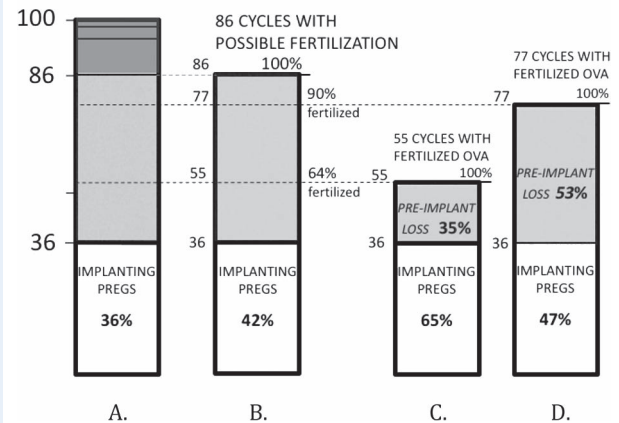 100
86
36
86 CYCLES WITH
POSSIBLE FERTILIZATION
86 100%
77 90%
fertilized
55 64%
fertilized
36
55 CYCLES WITH
FERTILIZED OVA
55 100%
36
77 CYCLES WITH
FERTILIZED OVA
77 100%
36
PRE-IMPLANT
LOSS 35%
PRE-IMPLANT
LOSS 53%
IMPLANTING
PREGS
36%
IMPLANTING
PREGS
42%
IMPLANTING
PREGS
65%
IMPLANTING
PREGS
47%
A.
B.
C.
D.